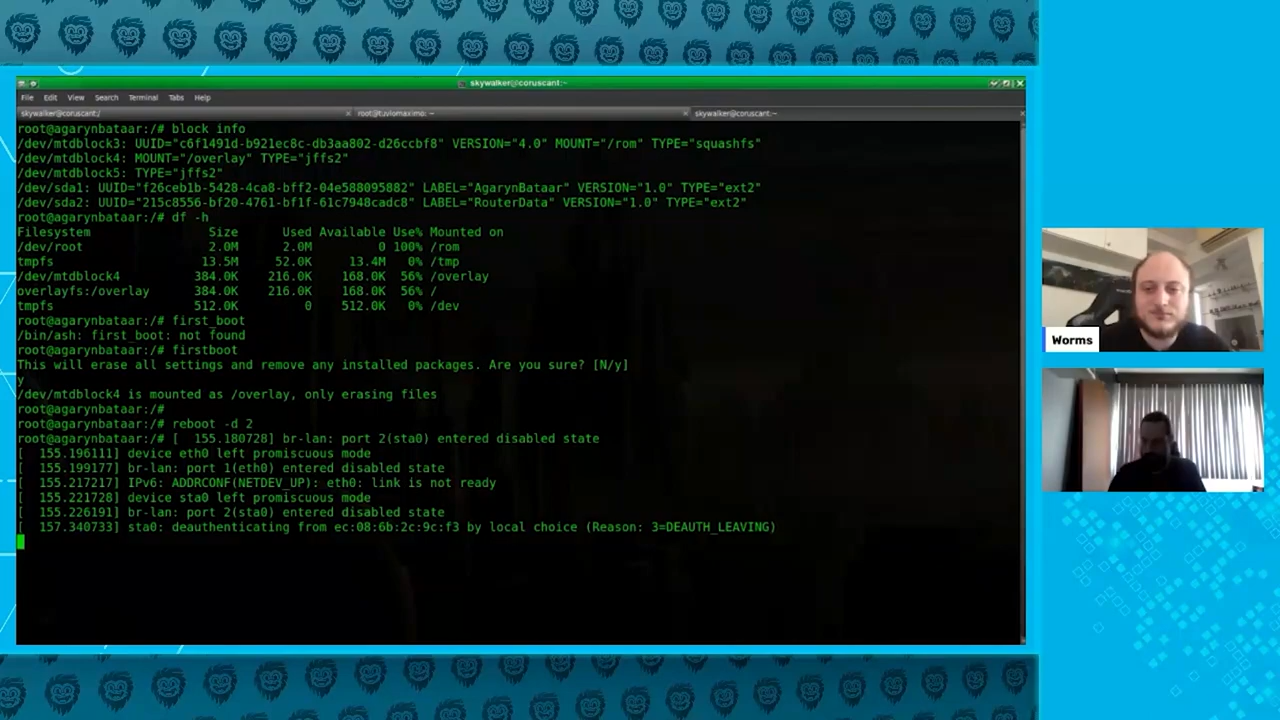 skywalker@coruscant:~
File Edit View Search Terminal Tabs Help
skywalker@coruscant:/
root@tuvlomaximo: ~
skywalker@coruscant:~
root@agarynbataar:/# block info
/dev/mtdblock3: UUID="c6f1491d-b921ec8c-db3aa802-d26ccbf8" VERSION="4.0" MOUNT="/rom" TYPE="squashfs"
/dev/mtdblock4: MOUNT="/overlay" TYPE="jffs2"
/dev/mtdblock5: TYPE="jffs2"
/dev/sda1: UUID="f26ceb1b-5428-4ca8-bff2-04e588095882" LABEL="AgarynBataar" VERSION="1.0" TYPE="ext2"
/dev/sda2: UUID="215c8556-bf20-4761-bf1f-61c7948cadc8" LABEL="RouterData" VERSION="1.0" TYPE="ext2"
root@agarynbataar:/# df -h
Filesystem Size Used Available Use% Mounted on
/dev/root 2.0M 2.0M 0 100% /rom
tmpfs 13.5M 52.0K 13.4M 0% /tmp
/dev/mtdblock4 384.0K 216.0K 168.0K 56% /overlay
overlayfs:/overlay 384.0K 216.0K 168.0K 56% /
tmpfs 512.0K 0 512.0K 0% /dev
root@agarynbataar:/# first_boot
/bin/ash: first_boot: not found
root@agarynbataar:/# firstboot
This will erase all settings and remove any installed packages. Are you sure? [N/y]
y
/dev/mtdblock4 is mounted as /overlay, only erasing files
root@agarynbataar:/#
root@agarynbataar:/# reboot -d 2
root@agarynbataar:/# [ 155.180728] br-lan: port 2(sta0) entered disabled state
[ 155.196111] device eth0 left promiscuous mode
[ 155.199177] br-lan: port 1(eth0) entered disabled state
[ 155.217217] IPv6: ADDRCONF(NETDEV_UP): eth0: link is not ready
[ 155.221728] device sta0 left promiscuous mode
[ 155.226191] br-lan: port 2(sta0) entered disabled state
[ 157.340733] sta0: deauthenticating from ec:08:6b:2c:9c:f3 by local choice (Reason: 3=DEAUTH_LEAVING)
Worms